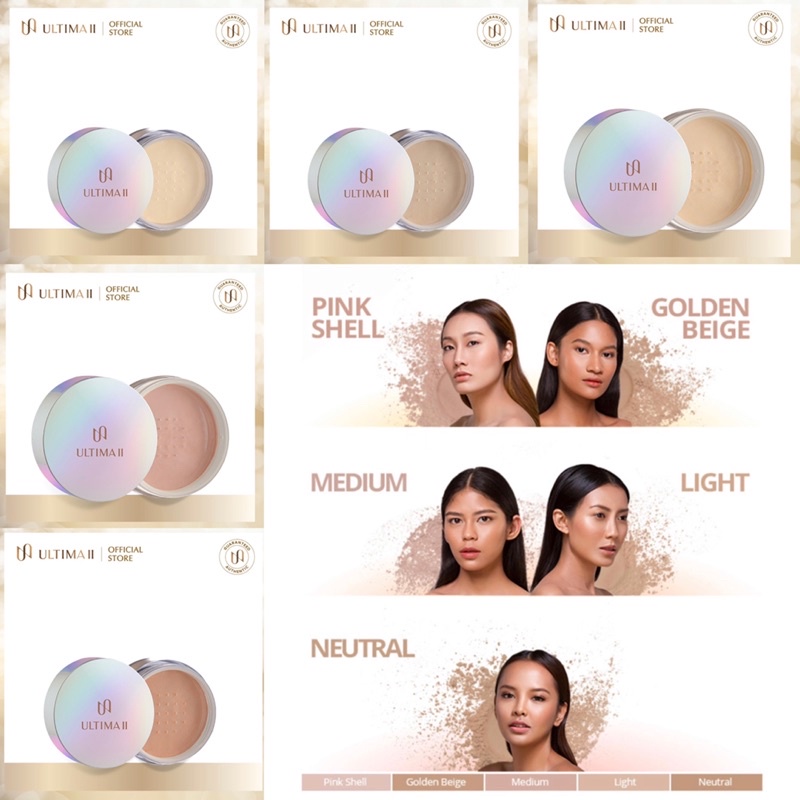 ULTIMA II
OFFICIAL
STORE
GUARANTEED
AUTHENTIC
ULTIMA II
ULTIMA II
OFFICIAL
STORE
GUARANTEED
AUTHENTIC
ULTIMA II
ULTIMA II
OFFICIAL
STORE
GUARANTEED
AUTHENTIC
ULTIMA II
ULTIMA II
OFFICIAL
STORE
GUARANTEED
AUTHENTIC
ULTIMA II
PINK
SHELL
GOLDEN
BEIGE
MEDIUM
LIGHT
ULTIMA II
OFFICIAL
STORE
GUARANTEED
AUTHENTIC
ULTIMA II
NEUTRAL
Pink Shell
Golden Beige
Medium
Light
Neutral